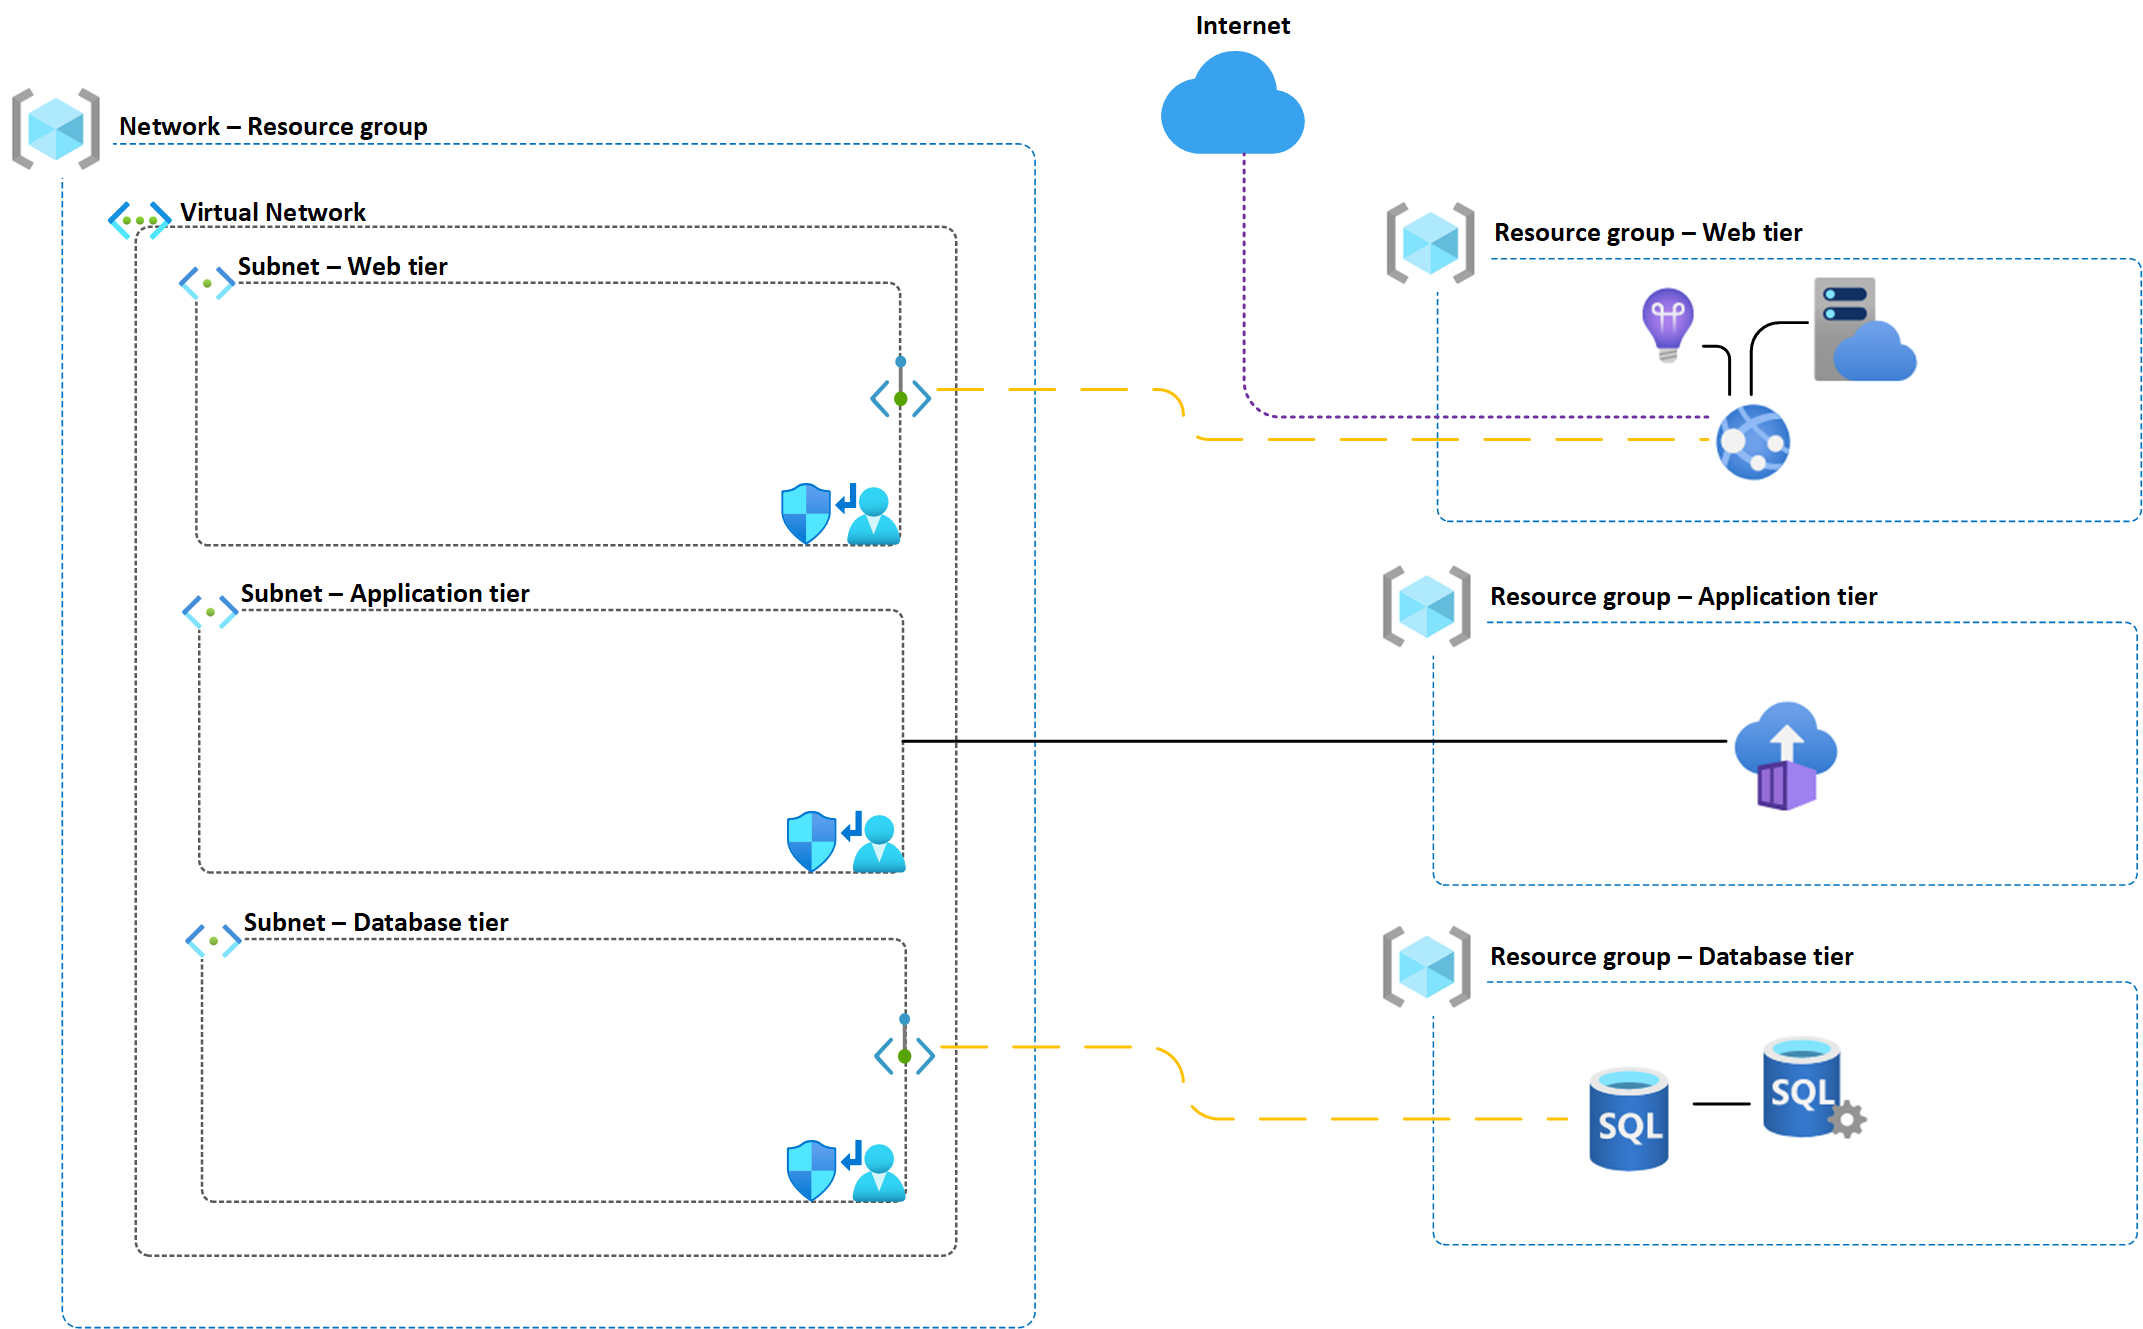 Internet
Network – Resource group
Virtual Network
Subnet – Web tier
Resource group – Web tier
Subnet – Application tier
Resource group – Application tier
Subnet – Database tier
Resource group – Database tier
SQL
SQL